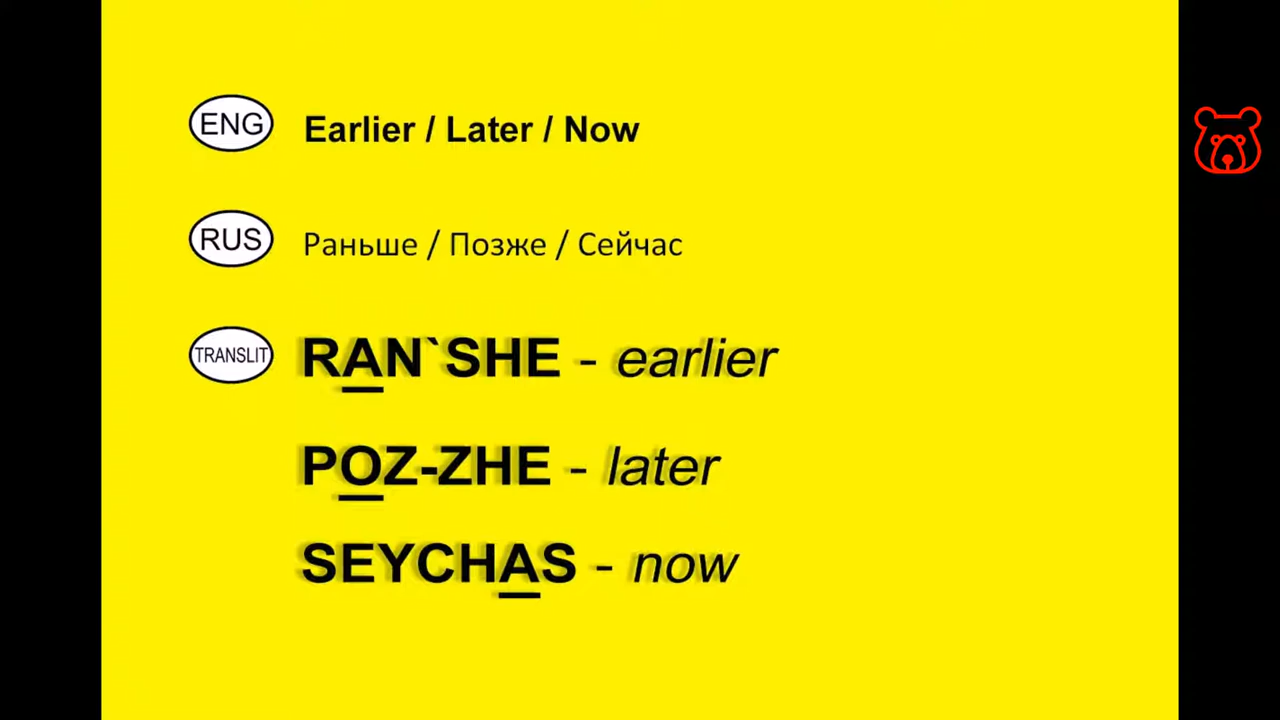 ENG Earlier / Later / Now
RUS Раньше / Позже / Сейчас
TRANSLIT RAN`SHE - earlier
POZ-ZHE - later
SEYCHAS - now